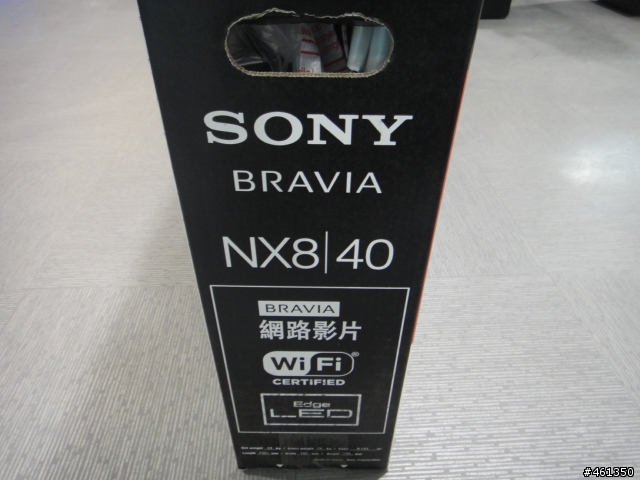 SONY
BRAVIA
NX8|40
BRAVIA
網路影片
WiFi®
CERTIFIED
Edge
LED
#461350